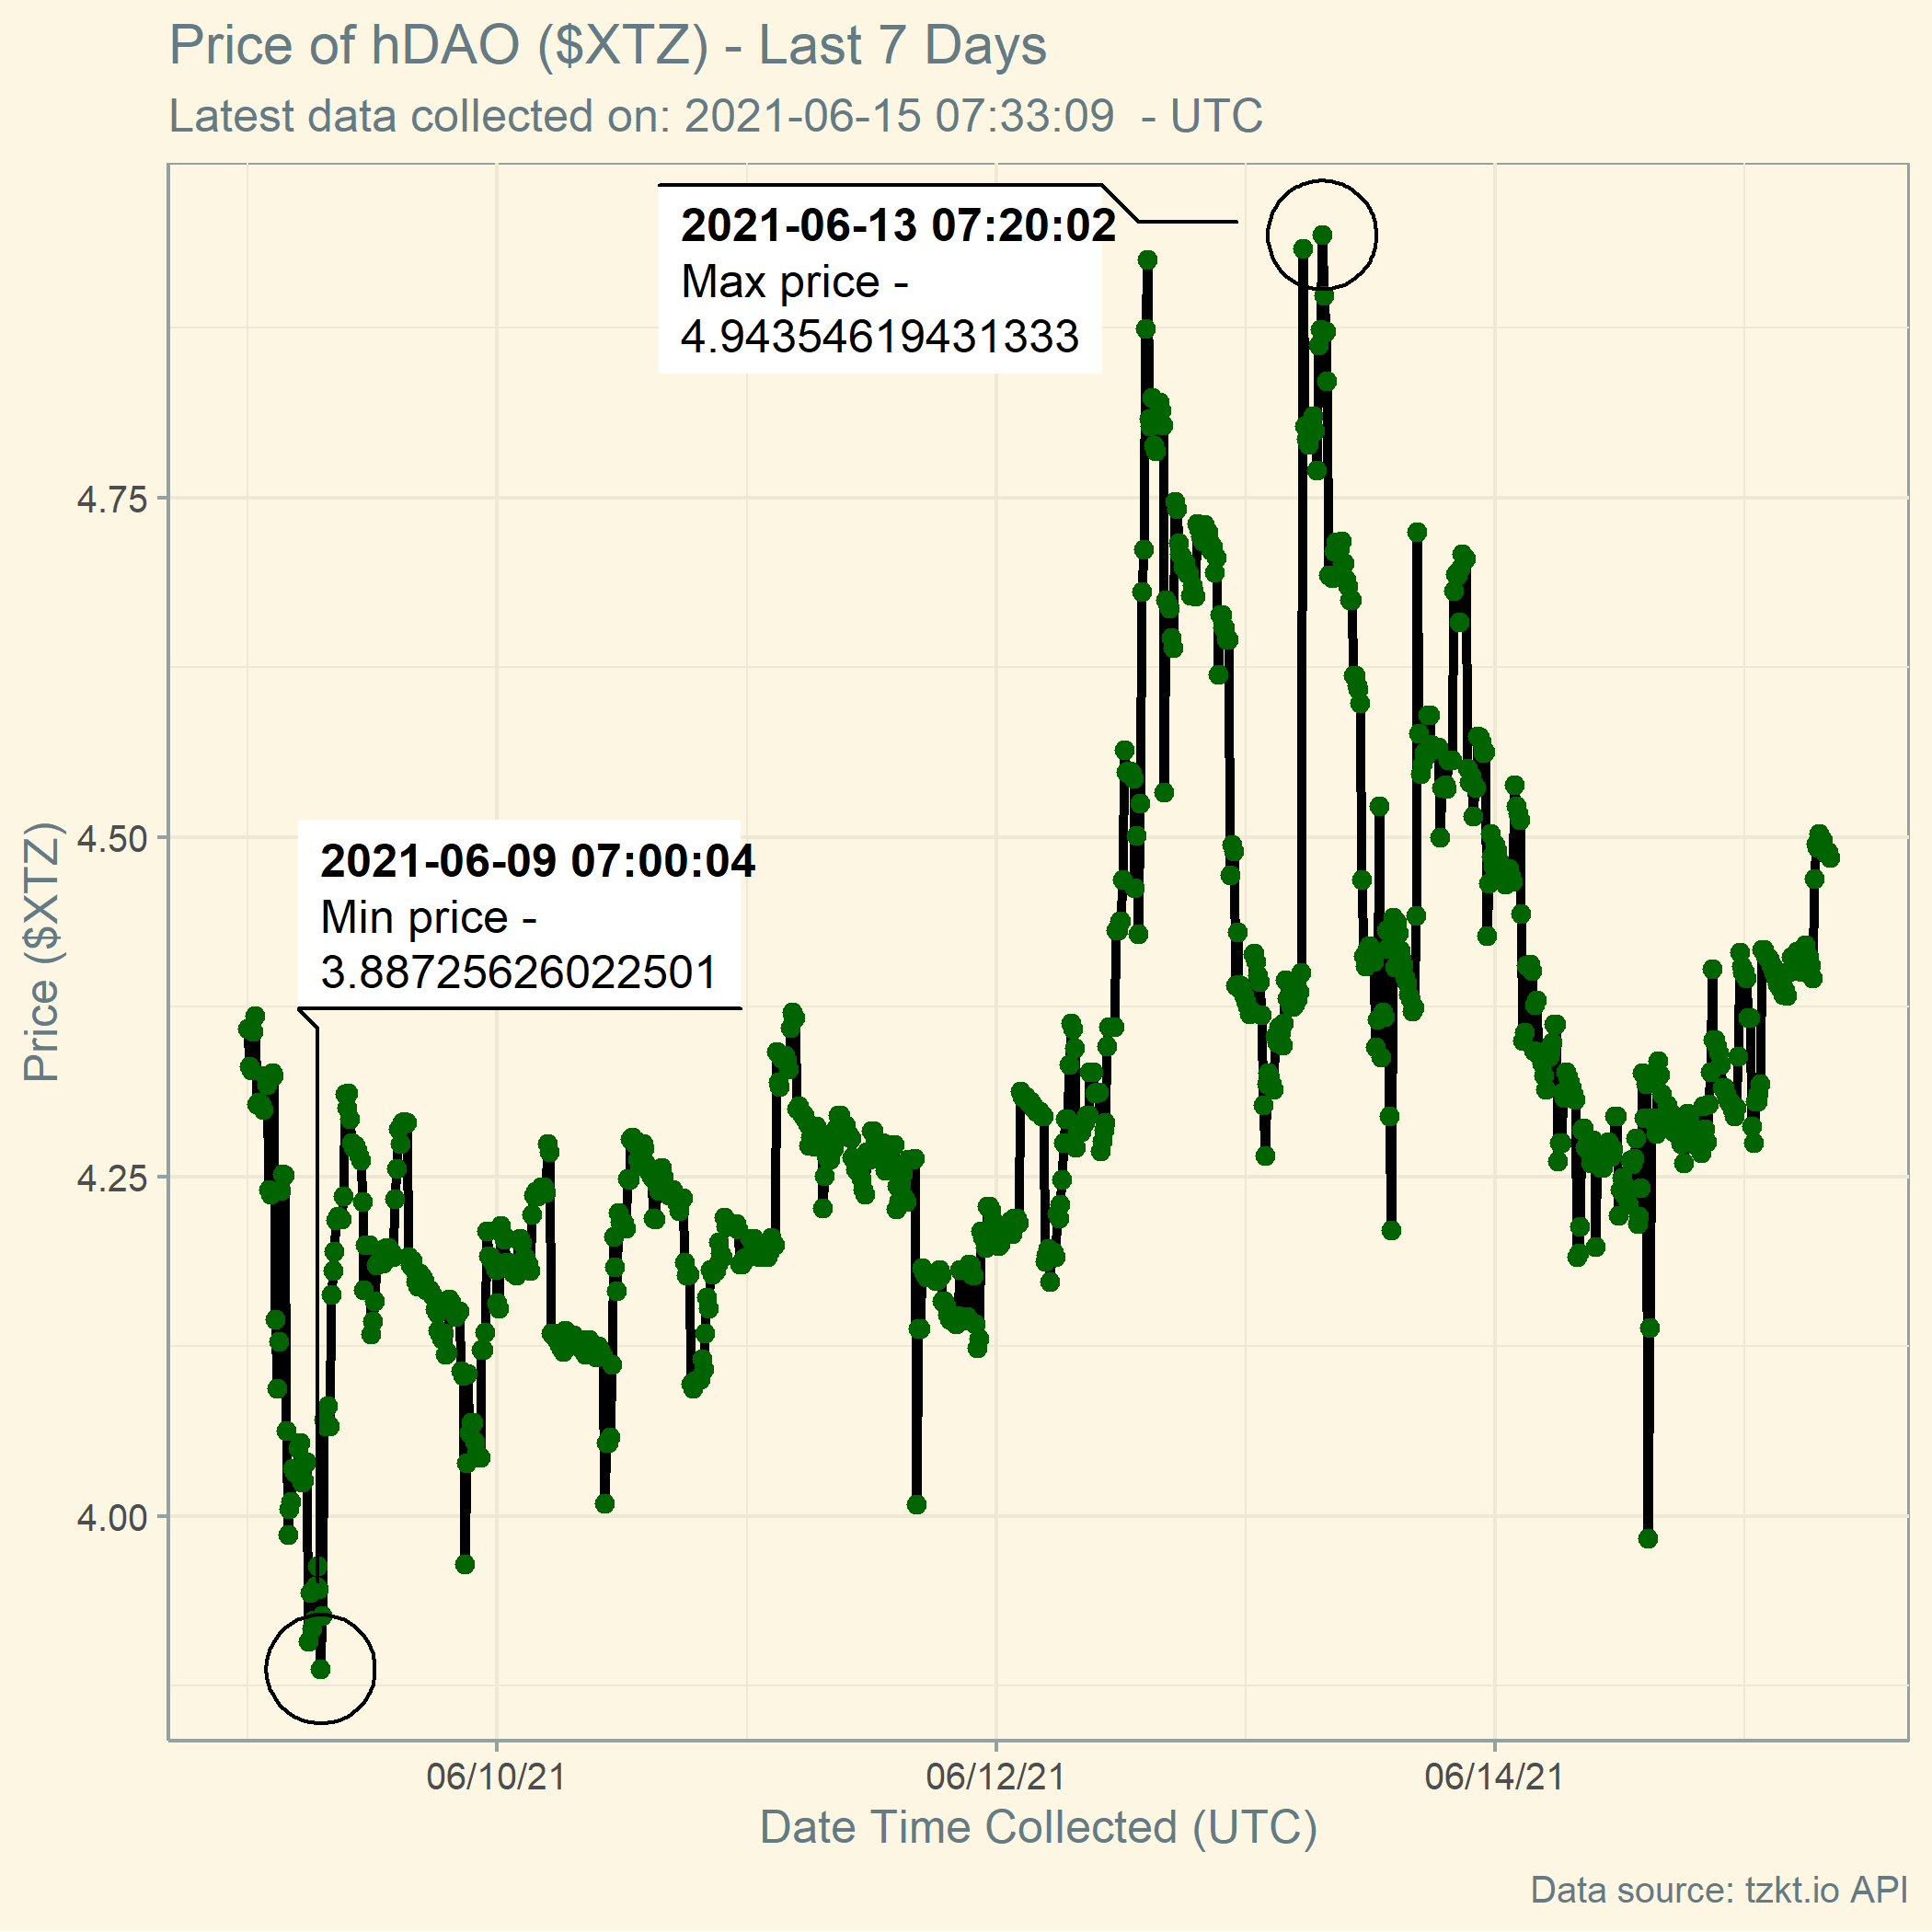 Price of hDAO ($XTZ) - Last 7 Days
Latest data collected on: 2021-06-15 07:33:09  - UTC
2021-06-13 07:20:02
Max price -
4.94354619431333
4.75
2021-06-09 07:00:04
Min price -
3.88725626022501
4.50
4.25
4.00
Price ($XTZ)
06/10/21
06/12/21
06/14/21
Date Time Collected (UTC)
Data source: tzkt.io API